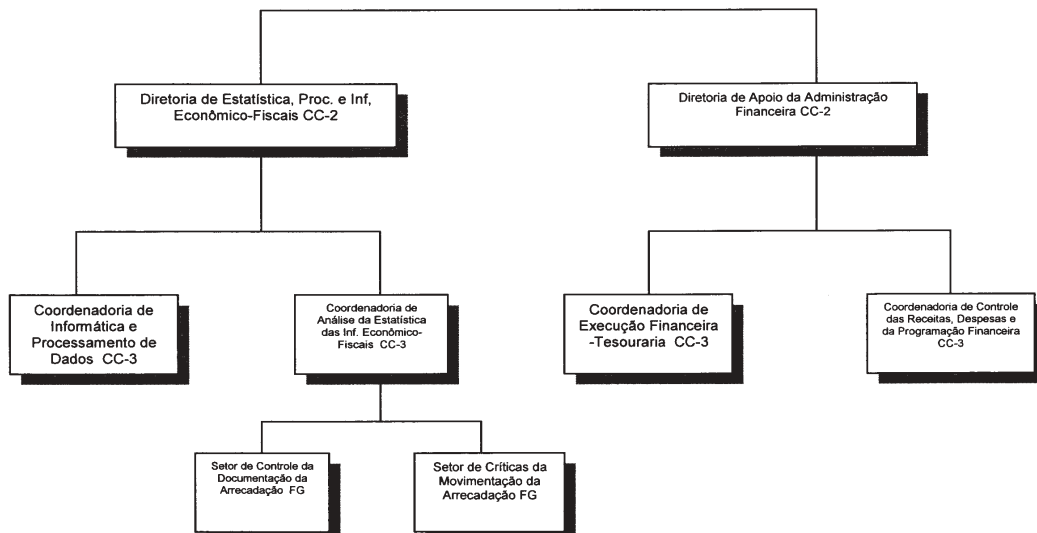 Diretoria de Estatística, Proc. e Inf,
Econômico-Fiscais CC-2
Diretoria de Apoio da Administração
Financeira CC-2
Coordenadoria de
Informática e
Processamento de
Dados CC-3
Coordenadoria de
Análise da Estatística
das Inf. Econômico-
Fiscais CC-3
Coordenadoria de
Execução Financeira
-Tesouraria CC-3
Coordenadoria de Controle
das Receitas, Despesas e
da Programação Financeira
CC-3
Setor de Controle da
Documentação da
Arrecadação FG
Setor de Críticas da
Movimentação da
Arrecadação FG